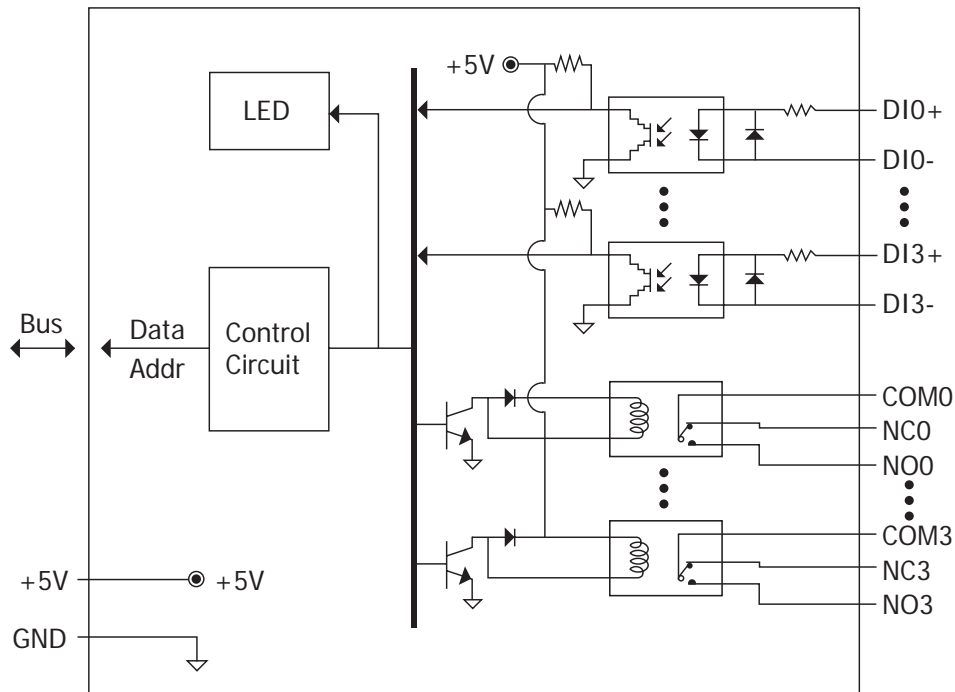 +5V
LED
DI0+
DI0-
DI3+
DI3-
Bus
Data
Addr
Control
Circuit
COM0
NC0
NO0
COM3
NC3
NO3
+5V
+5V
GND